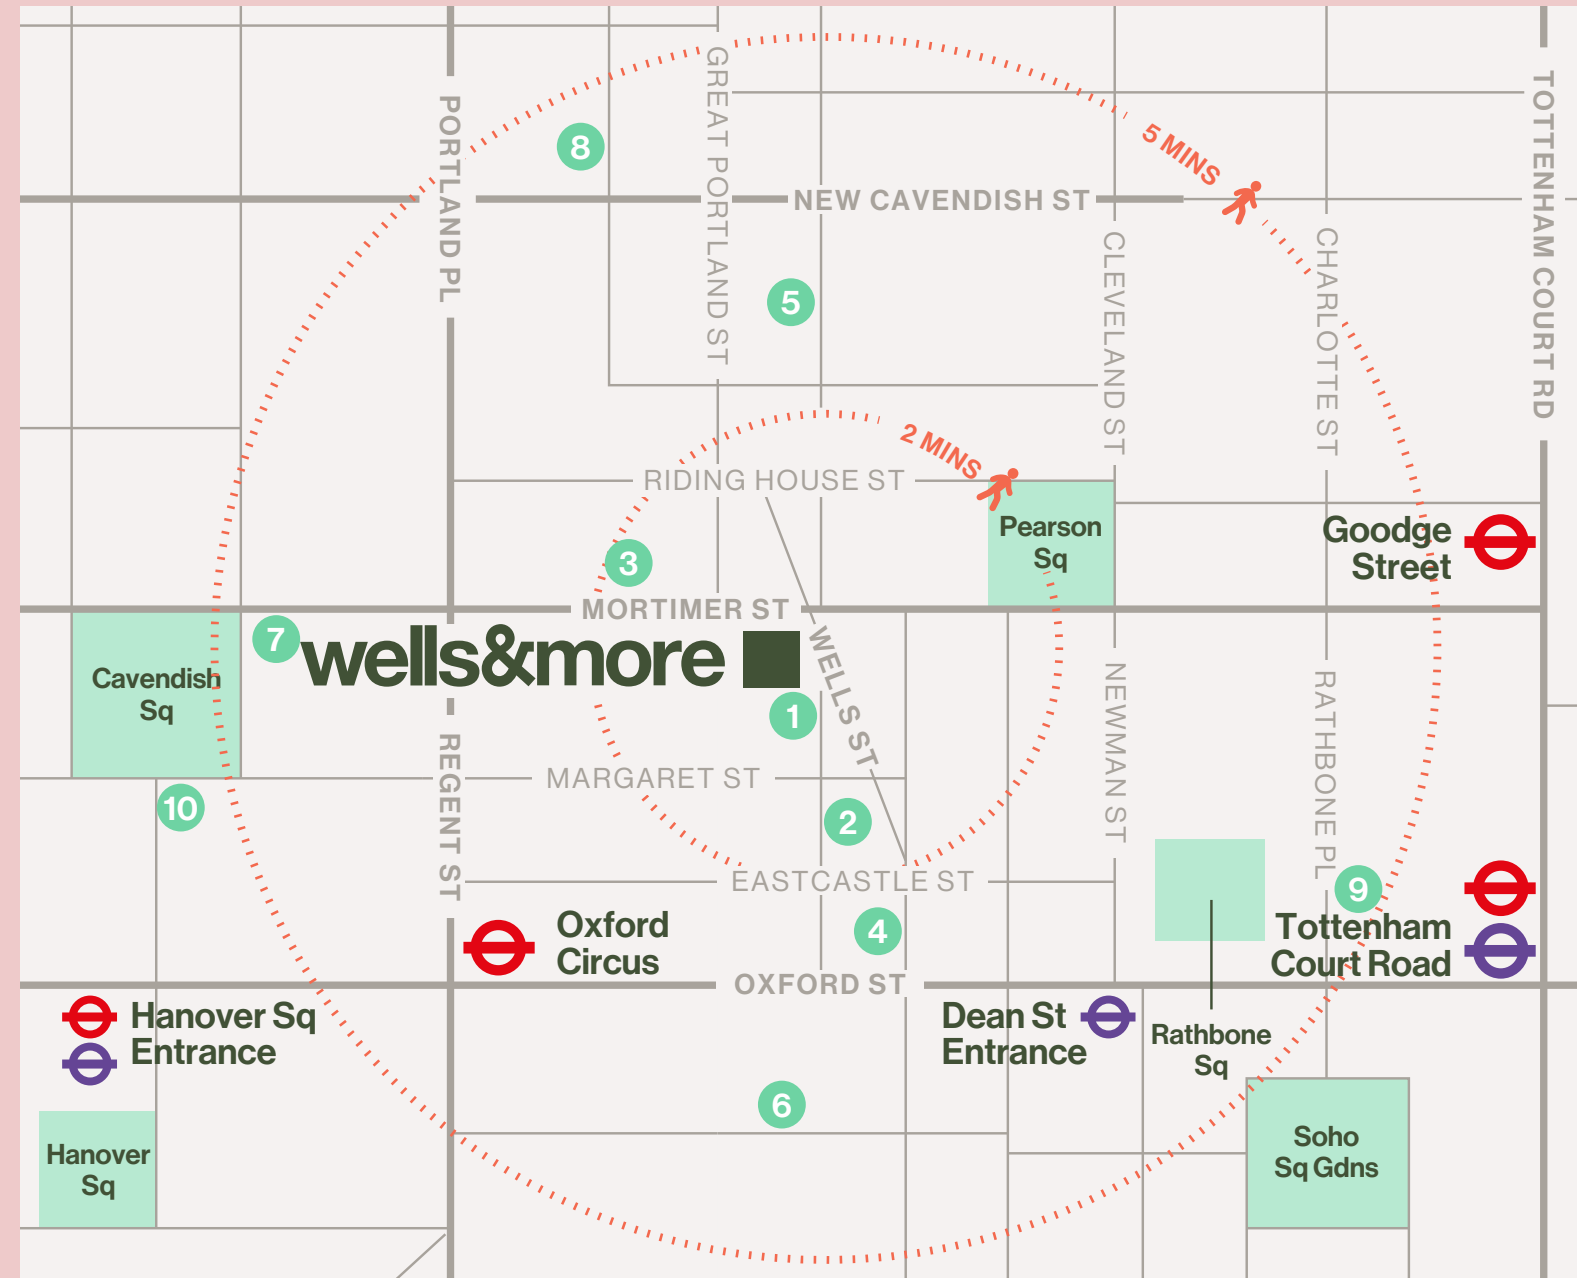 GREAT PORTLAND ST
PORTLAND PL
TOTTENHAM COURT RD
5 MINS
8
NEW CAVENDISH ST
CLEVELAND ST
CHARLOTTE ST
5
2 MINS
RIDING HOUSE ST
Pearson
Sq
Goodge
Street
3
MORTIMER ST
7
wells&more
WELLS ST
Cavendish
Sq
1
NEWMAN ST
RATHBONE PL
REGENT ST
MARGARET ST
10
2
EASTCASTLE ST
9
4
Oxford
Circus
Tottenham
Court Road
OXFORD ST
Hanover Sq
Entrance
Dean St
Entrance
Rathbone
Sq
6
Hanover
Sq
Soho
Sq Gdns